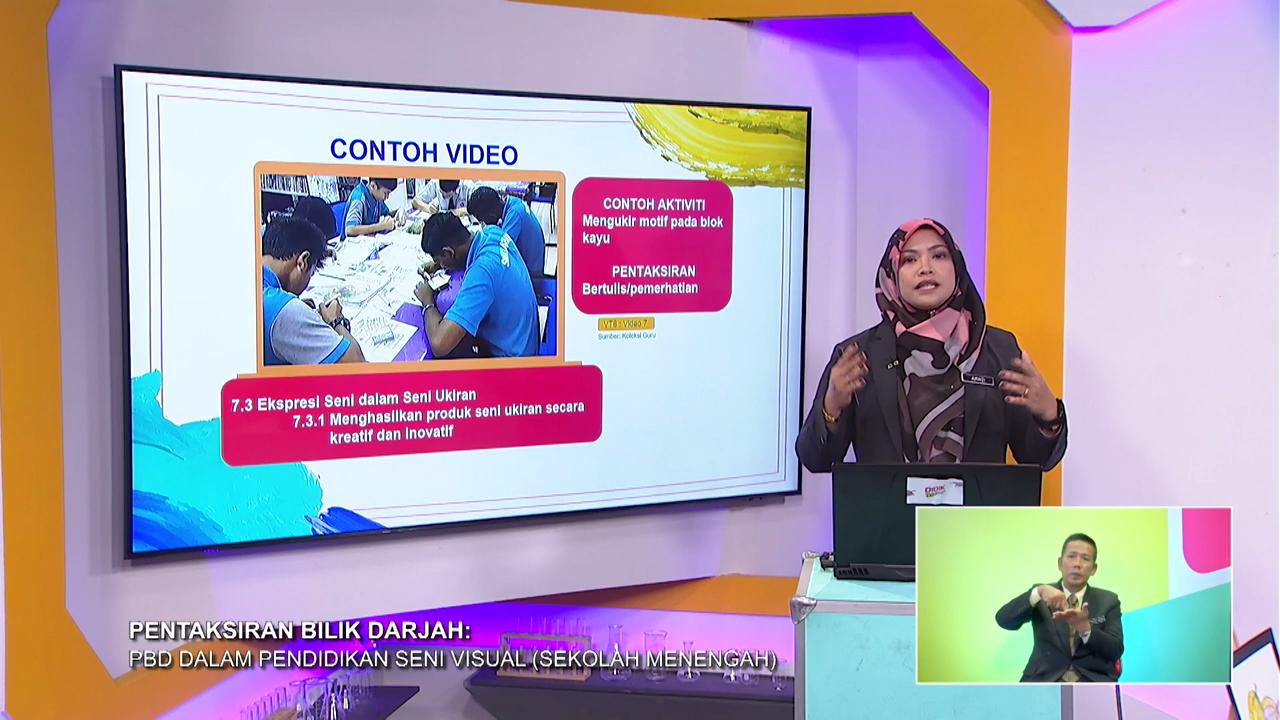 CONTOH VIDEO
CONTOH AKTIVITI
Mengukir motif pada blok
kayu
PENTAKSIRAN
Bertulis/pemerhatian
VT8 : Video 7
Sumber: Koleksi Guru
7.3 Ekspresi Seni dalam Seni Ukiran
7.3.1 Menghasilkan produk seni ukiran secara
kreatif dan inovatif
DIDIK
PENTAKSIRAN BILIK DARJAH:
PBD DALAM PENDIDIKAN SENI VISUAL (SEKOLAH MENENGAH)